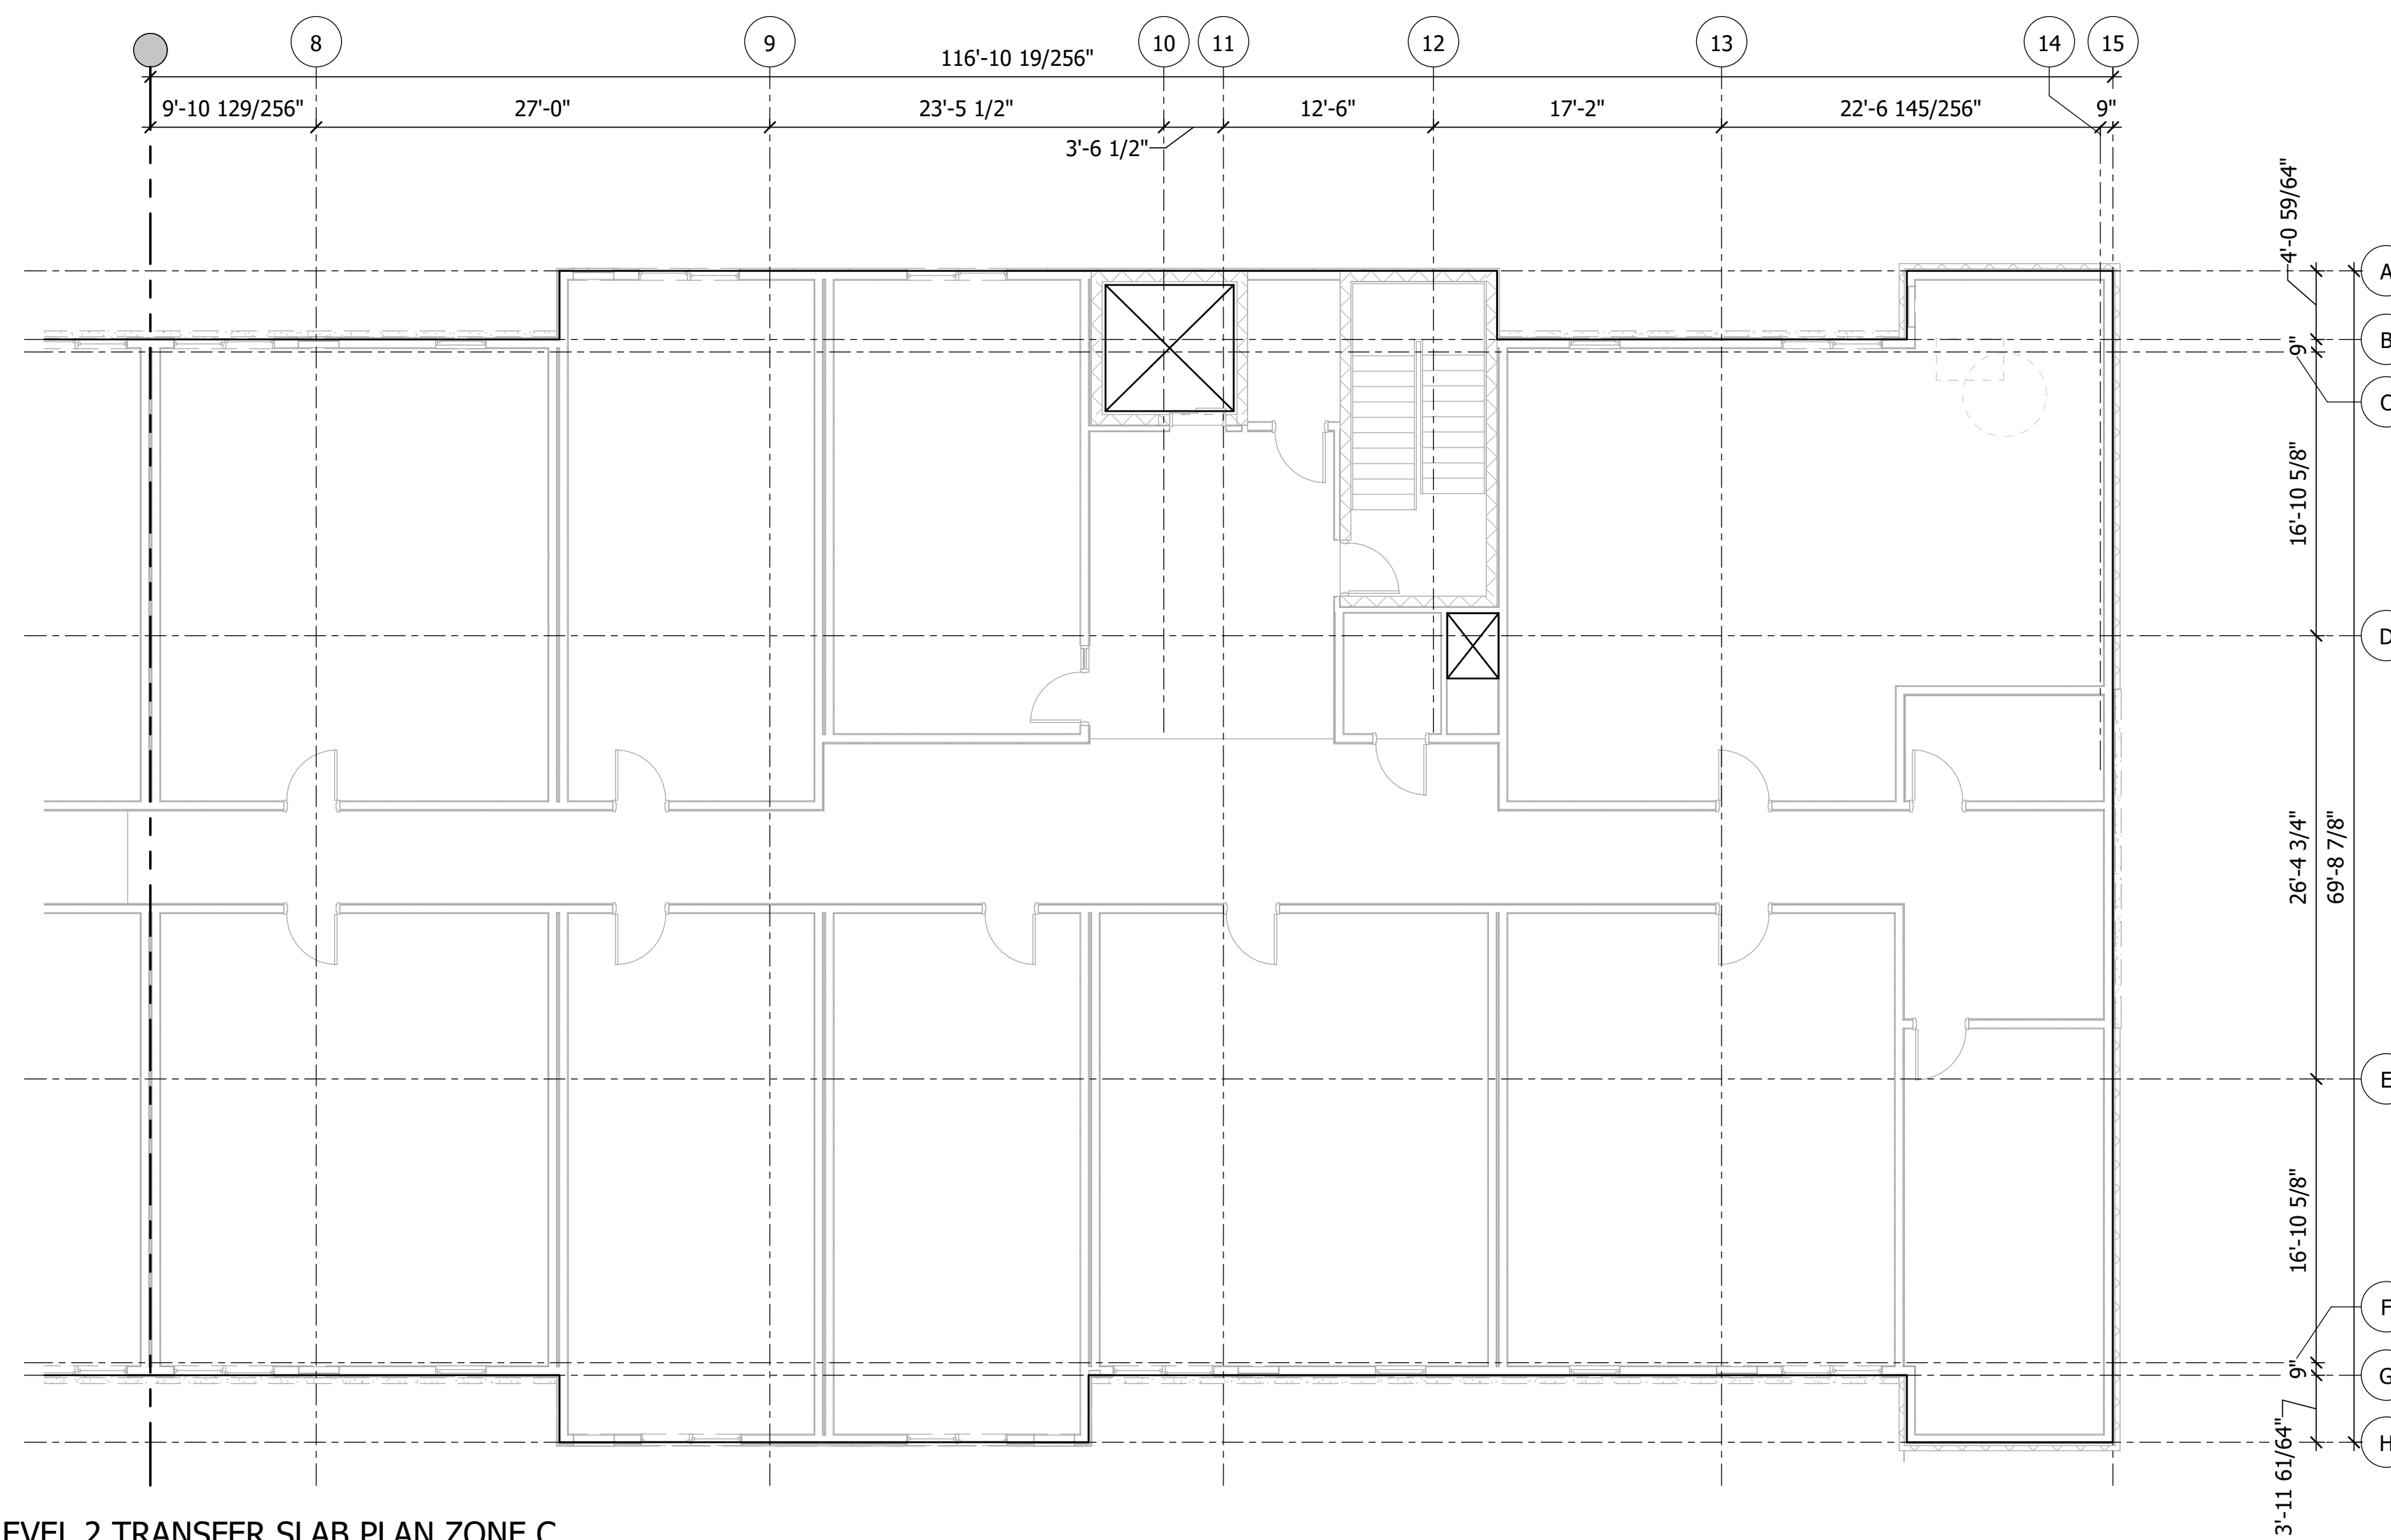 8
9
10
11
12
13
14
15
116'-10 19/256"
9'-10 129/256"
27'-0"
23'-5 1/2"
3'-6 1/2"
12'-6"
17'-2"
22'-6 145/256"
9"
4'-0 59/64"
A
B
9"
C
16'-10 5/8"
D
26'-4 3/4"
69'-8 7/8"
E
16'-10 5/8"
F
9"
G
3'-11 61/64"
H
EVEL 2 TRANSFER SLAB PLAN ZONE C